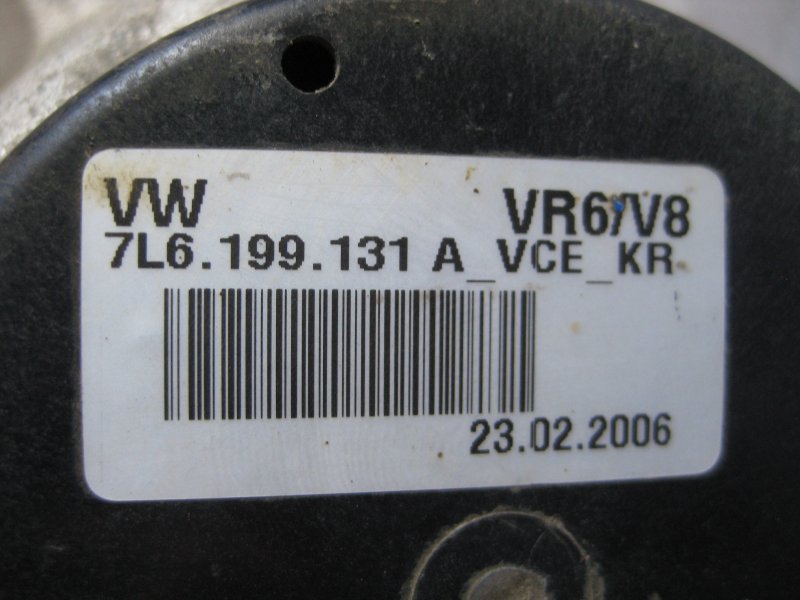 VW VR6/V8
7L6.199.131 A_VCE_KR
23.02.2006